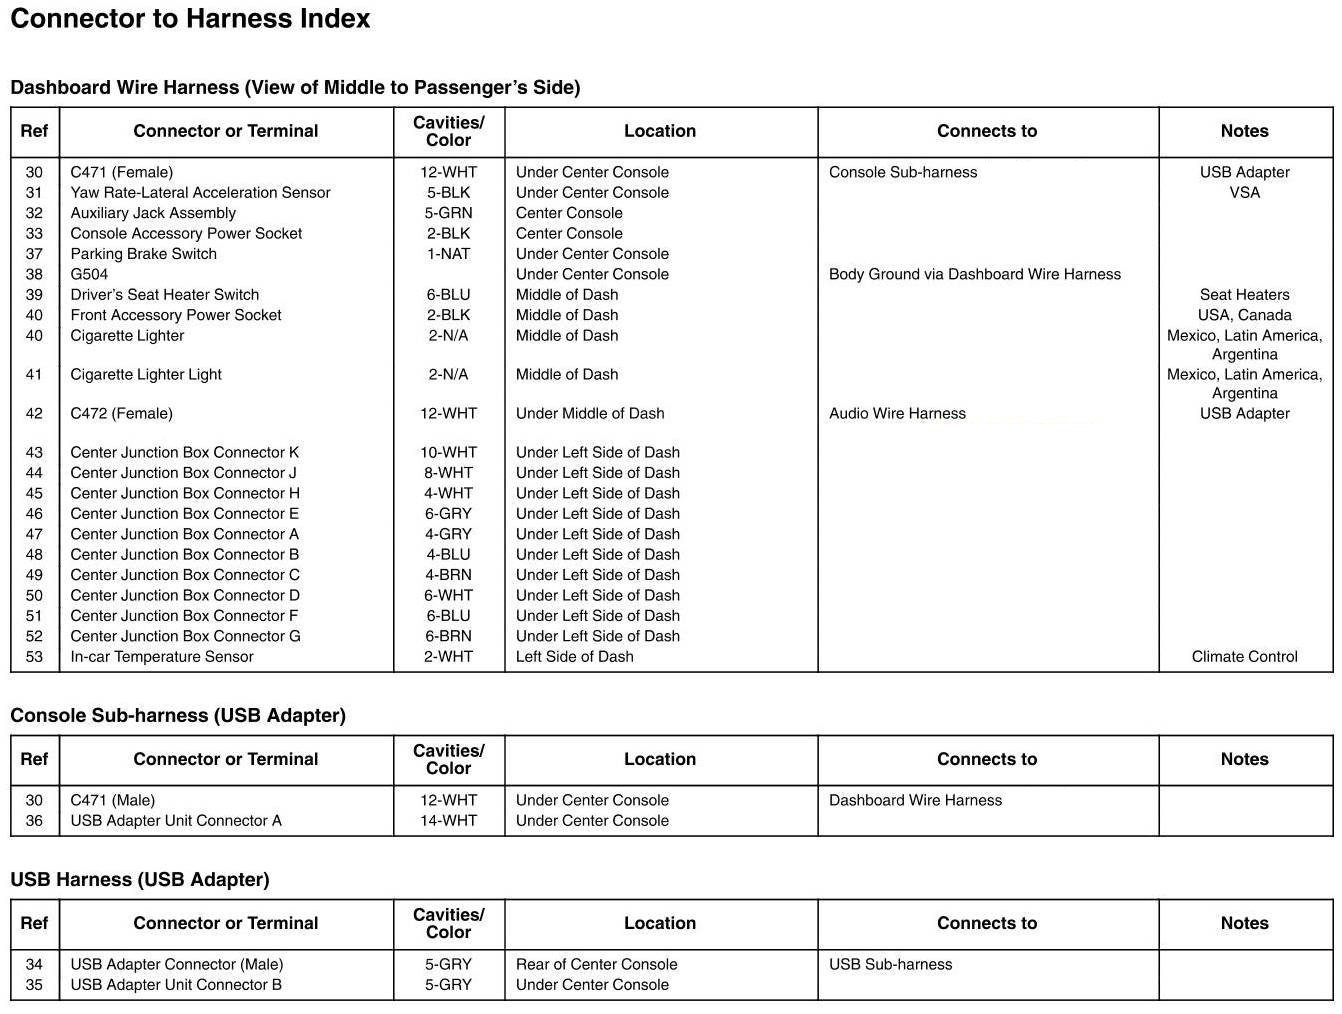 Connector to Harness Index
Dashboard Wire Harness (View of Middle to Passenger’s Side)
Ref Connector or Terminal Cavities/ Color Location Connects to Notes
30 C471 (Female) 12-WHT Under Center Console Console Sub-harness USB Adapter
31 Yaw Rate-Lateral Acceleration Sensor 5-BLK Under Center Console VSA
32 Auxiliary Jack Assembly 5-GRN Center Console
33 Console Accessory Power Socket 2-BLK Center Console
37 Parking Brake Switch 1-NAT Under Center Console
38 G504 Under Center Console Body Ground via Dashboard Wire Harness
39 Driver’s Seat Heater Switch 6-BLU Middle of Dash Seat Heaters
40 Front Accessory Power Socket 2-BLK Middle of Dash USA, Canada
40 Cigarette Lighter 2-N/A Middle of Dash Mexico, Latin America,
Argentina
41 Cigarette Lighter Light 2-N/A Middle of Dash Mexico, Latin America,
Argentina
42 C472 (Female) 12-WHT Under Middle of Dash Audio Wire Harness USB Adapter
43 Center Junction Box Connector K 10-WHT Under Left Side of Dash
44 Center Junction Box Connector J 8-WHT Under Left Side of Dash
45 Center Junction Box Connector H 4-WHT Under Left Side of Dash
46 Center Junction Box Connector E 6-GRY Under Left Side of Dash
47 Center Junction Box Connector A 4-GRY Under Left Side of Dash
48 Center Junction Box Connector B 4-BLU Under Left Side of Dash
49 Center Junction Box Connector C 4-BRN Under Left Side of Dash
50 Center Junction Box Connector D 6-WHT Under Left Side of Dash
51 Center Junction Box Connector F 6-BLU Under Left Side of Dash
52 Center Junction Box Connector G 6-BRN Under Left Side of Dash
53 In-car Temperature Sensor 2-WHT Left Side of Dash Climate Control
Console Sub-harness (USB Adapter)
Ref Connector or Terminal Cavities/ Color Location Connects to Notes
30 C471 (Male) 12-WHT Under Center Console Dashboard Wire Harness
36 USB Adapter Unit Connector A 14-WHT Under Center Console
USB Harness (USB Adapter)
Ref Connector or Terminal Cavities/ Color Location Connects to Notes
34 USB Adapter Connector (Male) 5-GRY Rear of Center Console USB Sub-harness
35 USB Adapter Unit Connector B 5-GRY Under Center Console